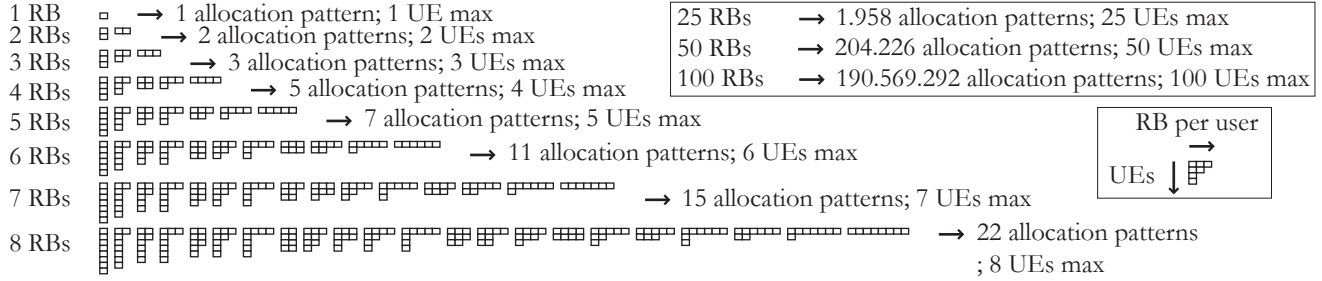 1 RB → 1 allocation pattern; 1 UE max
2 RBs → 2 allocation patterns; 2 UEs max
3 RBs → 3 allocation patterns; 3 UEs max
4 RBs → 5 allocation patterns; 4 UEs max
5 RBs → 7 allocation patterns; 5 UEs max
6 RBs → 11 allocation patterns; 6 UEs max
7 RBs → 15 allocation patterns; 7 UEs max
8 RBs → 22 allocation patterns
; 8 UEs max
25 RBs → 1.958 allocation patterns; 25 UEs max
50 RBs → 204.226 allocation patterns; 50 UEs max
100 RBs → 190.569.292 allocation patterns; 100 UEs max
RB per user
→
UEs ↓